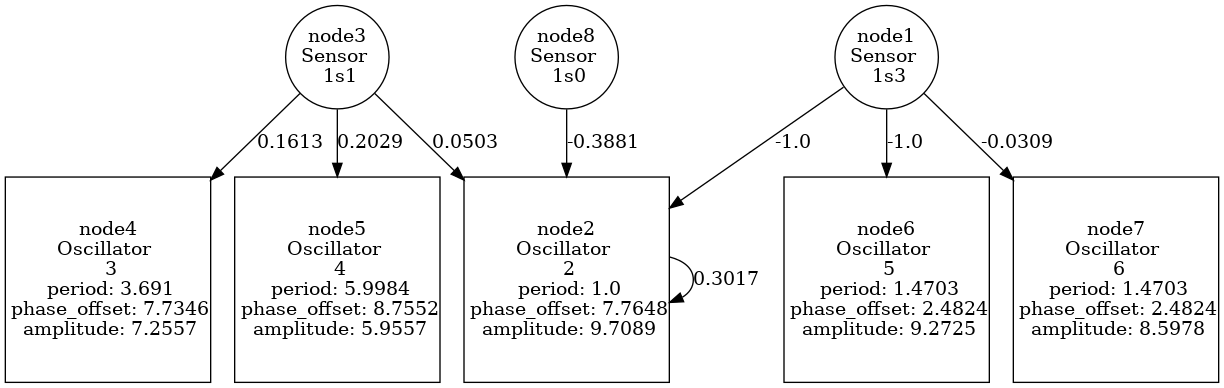 node3
Sensor
1s1
node8
Sensor
1s0
node1
Sensor
1s3
0.1613
0.2029
0.0503
-0.3881
-1.0
-1.0
-0.0309
node4
Oscillator
3
period: 3.691
phase_offset: 7.7346
amplitude: 7.2557
node5
Oscillator
4
period: 5.9984
phase_offset: 8.7552
amplitude: 5.9557
node2
Oscillator
2
period: 1.0
phase_offset: 7.7648
amplitude: 9.7089
0.3017
node6
Oscillator
5
period: 1.4703
phase_offset: 2.4824
amplitude: 9.2725
node7
Oscillator
6
period: 1.4703
phase_offset: 2.4824
amplitude: 8.5978